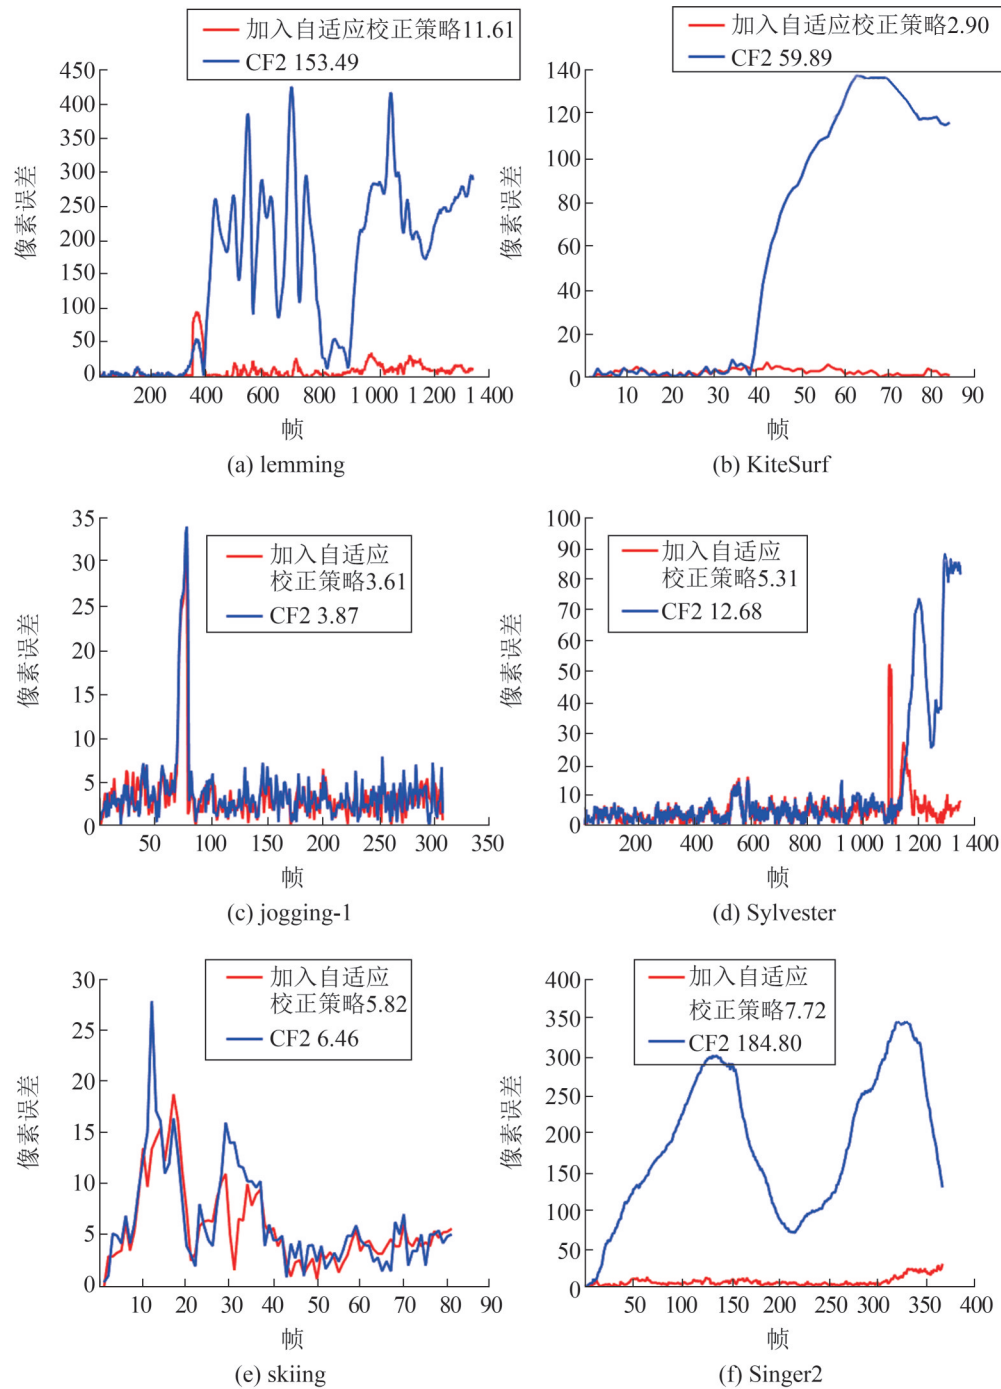 加入自适应校正策略11.61
CF2 153.49
450
400
350
300
250
200
150
100
50
0
像素误差
200
400
600
800
1 000
1 200
1 400
帧
(a) lemming
加入自适应校正策略2.90
CF2 59.89
140
120
100
80
60
40
20
0
像素误差
10
20
30
40
50
60
70
80
90
帧
(b) KiteSurf
加入自适应
校正策略3.61
CF2 3.87
35
30
25
20
15
10
5
0
像素误差
50
100
150
200
250
300
350
帧
(c) jogging-1
加入自适应
校正策略5.31
CF2 12.68
100
90
80
70
60
50
40
30
20
10
0
像素误差
200
400
600
800
1 000
1 200
1 400
帧
(d) Sylvester
加入自适应
校正策略5.82
CF2 6.46
30
25
20
15
10
5
0
像素误差
10
20
30
40
50
60
70
80
90
帧
(e) skiing
加入自适应
校正策略7.72
CF2 184.80
400
350
300
250
200
150
100
50
0
像素误差
50
100
150
200
250
300
350
400
帧
(f) Singer2